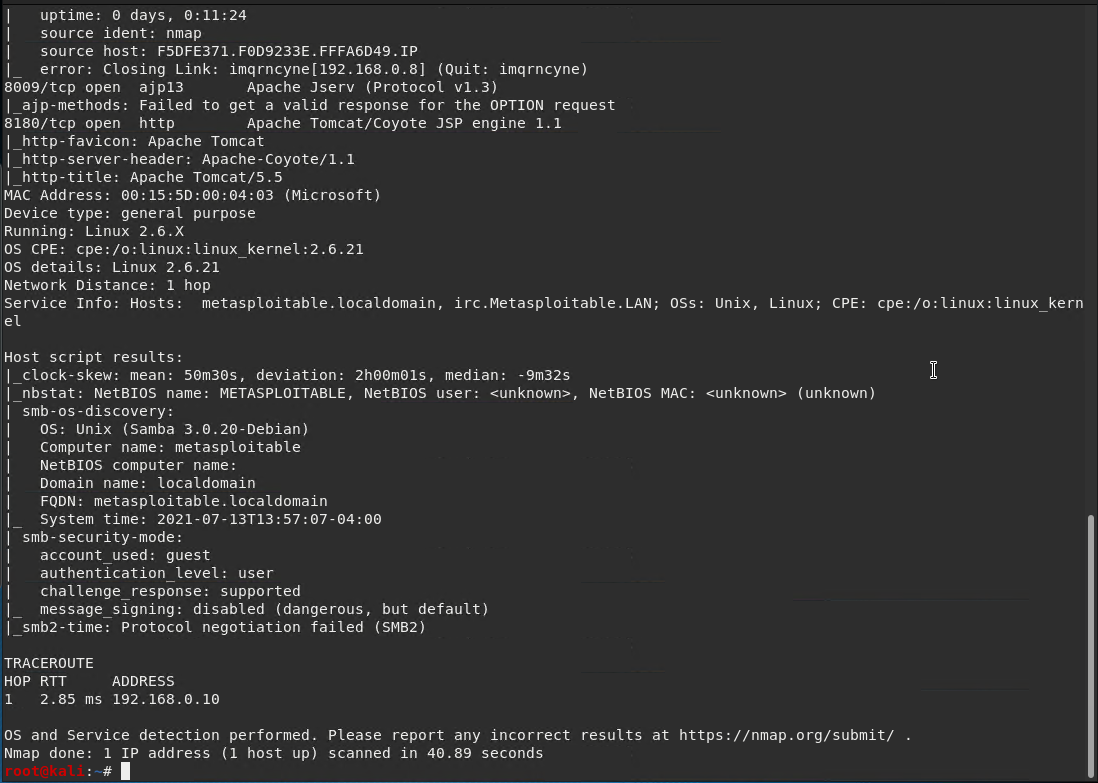 |   uptime: 0 days, 0:11:24
|   source ident: nmap
|   source host: F5DFE371.F0D9233E.FFFA6D49.IP
|_  error: Closing Link: imqrncyne[192.168.0.8] (Quit: imqrncyne)
8009/tcp open  ajp13       Apache Jserv (Protocol v1.3)
|_ajp-methods: Failed to get a valid response for the OPTION request
8180/tcp open  http        Apache Tomcat/Coyote JSP engine 1.1
|_http-favicon: Apache Tomcat
|_http-server-header: Apache-Coyote/1.1
|_http-title: Apache Tomcat/5.5
MAC Address: 00:15:5D:00:04:03 (Microsoft)
Device type: general purpose
Running: Linux 2.6.X
OS CPE: cpe:/o:linux:linux_kernel:2.6.21
OS details: Linux 2.6.21
Network Distance: 1 hop
Service Info: Hosts:  metasploitable.localdomain, irc.Metasploitable.LAN; OSs: Unix, Linux; CPE: cpe:/o:linux:linux_kern
el

Host script results:
|_clock-skew: mean: 50m30s, deviation: 2h00m01s, median: -9m32s
|_nbstat: NetBIOS name: METASPLOITABLE, NetBIOS user: <unknown>, NetBIOS MAC: <unknown> (unknown)
| smb-os-discovery:
|   OS: Unix (Samba 3.0.20-Debian)
|   Computer name: metasploitable
|   NetBIOS computer name:
|   Domain name: localdomain
|   FQDN: metasploitable.localdomain
|_  System time: 2021-07-13T13:57:07-04:00
| smb-security-mode:
|   account_used: guest
|   authentication_level: user
|   challenge_response: supported
|_  message_signing: disabled (dangerous, but default)
|_smb2-time: Protocol negotiation failed (SMB2)

TRACEROUTE
HOP RTT     ADDRESS
1   2.85 ms 192.168.0.10

OS and Service detection performed. Please report any incorrect results at https://nmap.org/submit/ .
Nmap done: 1 IP address (1 host up) scanned in 40.89 seconds
root@kali:~#